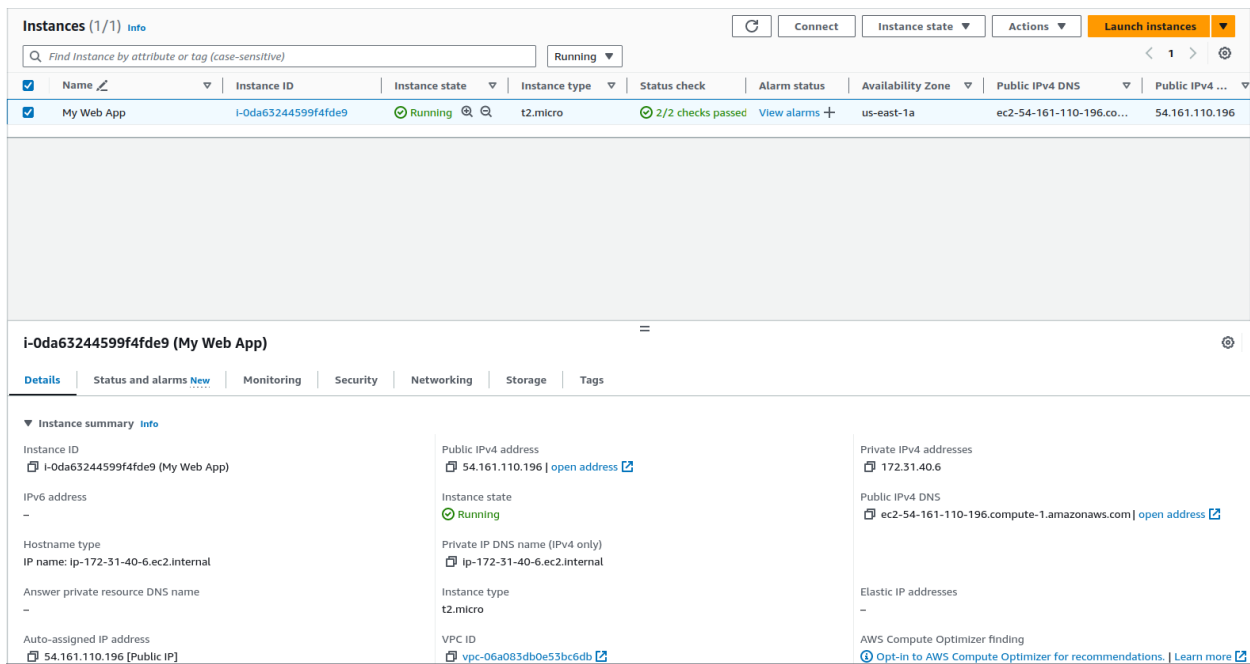 Instances (1/1) Info
Connect
Instance state
Actions
Launch instances
Find Instance by attribute or tag (case-sensitive)
Running
1
Name Instance ID Instance state Instance type Status check Alarm status Availability Zone Public IPv4 DNS Public IPv4 ...
My Web App i-0da63244599f4fde9 Running t2.micro 2/2 checks passed View alarms + us-east-1a ec2-54-161-110-196.co... 54.161.110.196
i-0da63244599f4fde9 (My Web App)
Details Status and alarms New Monitoring Security Networking Storage Tags
Instance summary Info
Instance ID
i-0da63244599f4fde9 (My Web App)
Public IPv4 address
54.161.110.196 | open address
Private IPv4 addresses
172.31.40.6
IPv6 address
–
Instance state
Running
Public IPv4 DNS
ec2-54-161-110-196.compute-1.amazonaws.com | open address
Hostname type
IP name: ip-172-31-40-6.ec2.internal
Private IP DNS name (IPv4 only)
ip-172-31-40-6.ec2.internal
Answer private resource DNS name
–
Instance type
t2.micro
Elastic IP addresses
–
Auto-assigned IP address
54.161.110.196 [Public IP]
VPC ID
vpc-06a083db0e53bc6db
AWS Compute Optimizer finding
Opt-in to AWS Compute Optimizer for recommendations. | Learn more